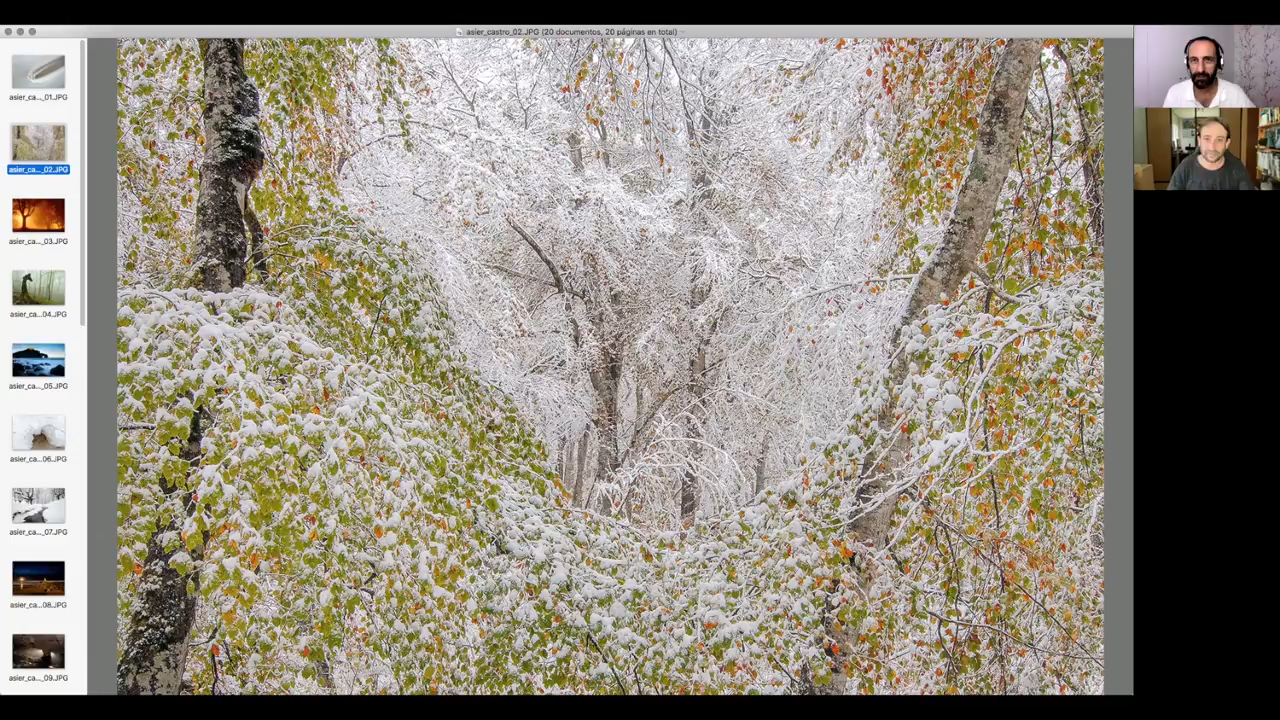 asier_castro_02.JPG (20 documentos, 20 páginas en total)
asier_ca..._01.JPG
asier_ca..._02.JPG
asier_ca..._03.JPG
asier_ca..._04.JPG
asier_ca..._05.JPG
asier_ca..._06.JPG
asier_ca..._07.JPG
asier_ca..._08.JPG
asier_ca..._09.JPG